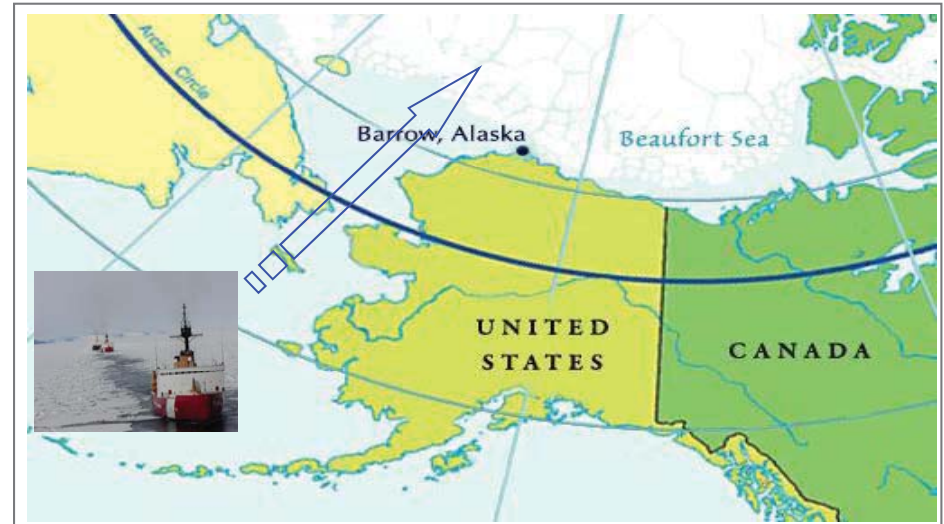 Arctic Circle
Barrow, Alaska
Beaufort Sea
UNITED
STATES
CANADA